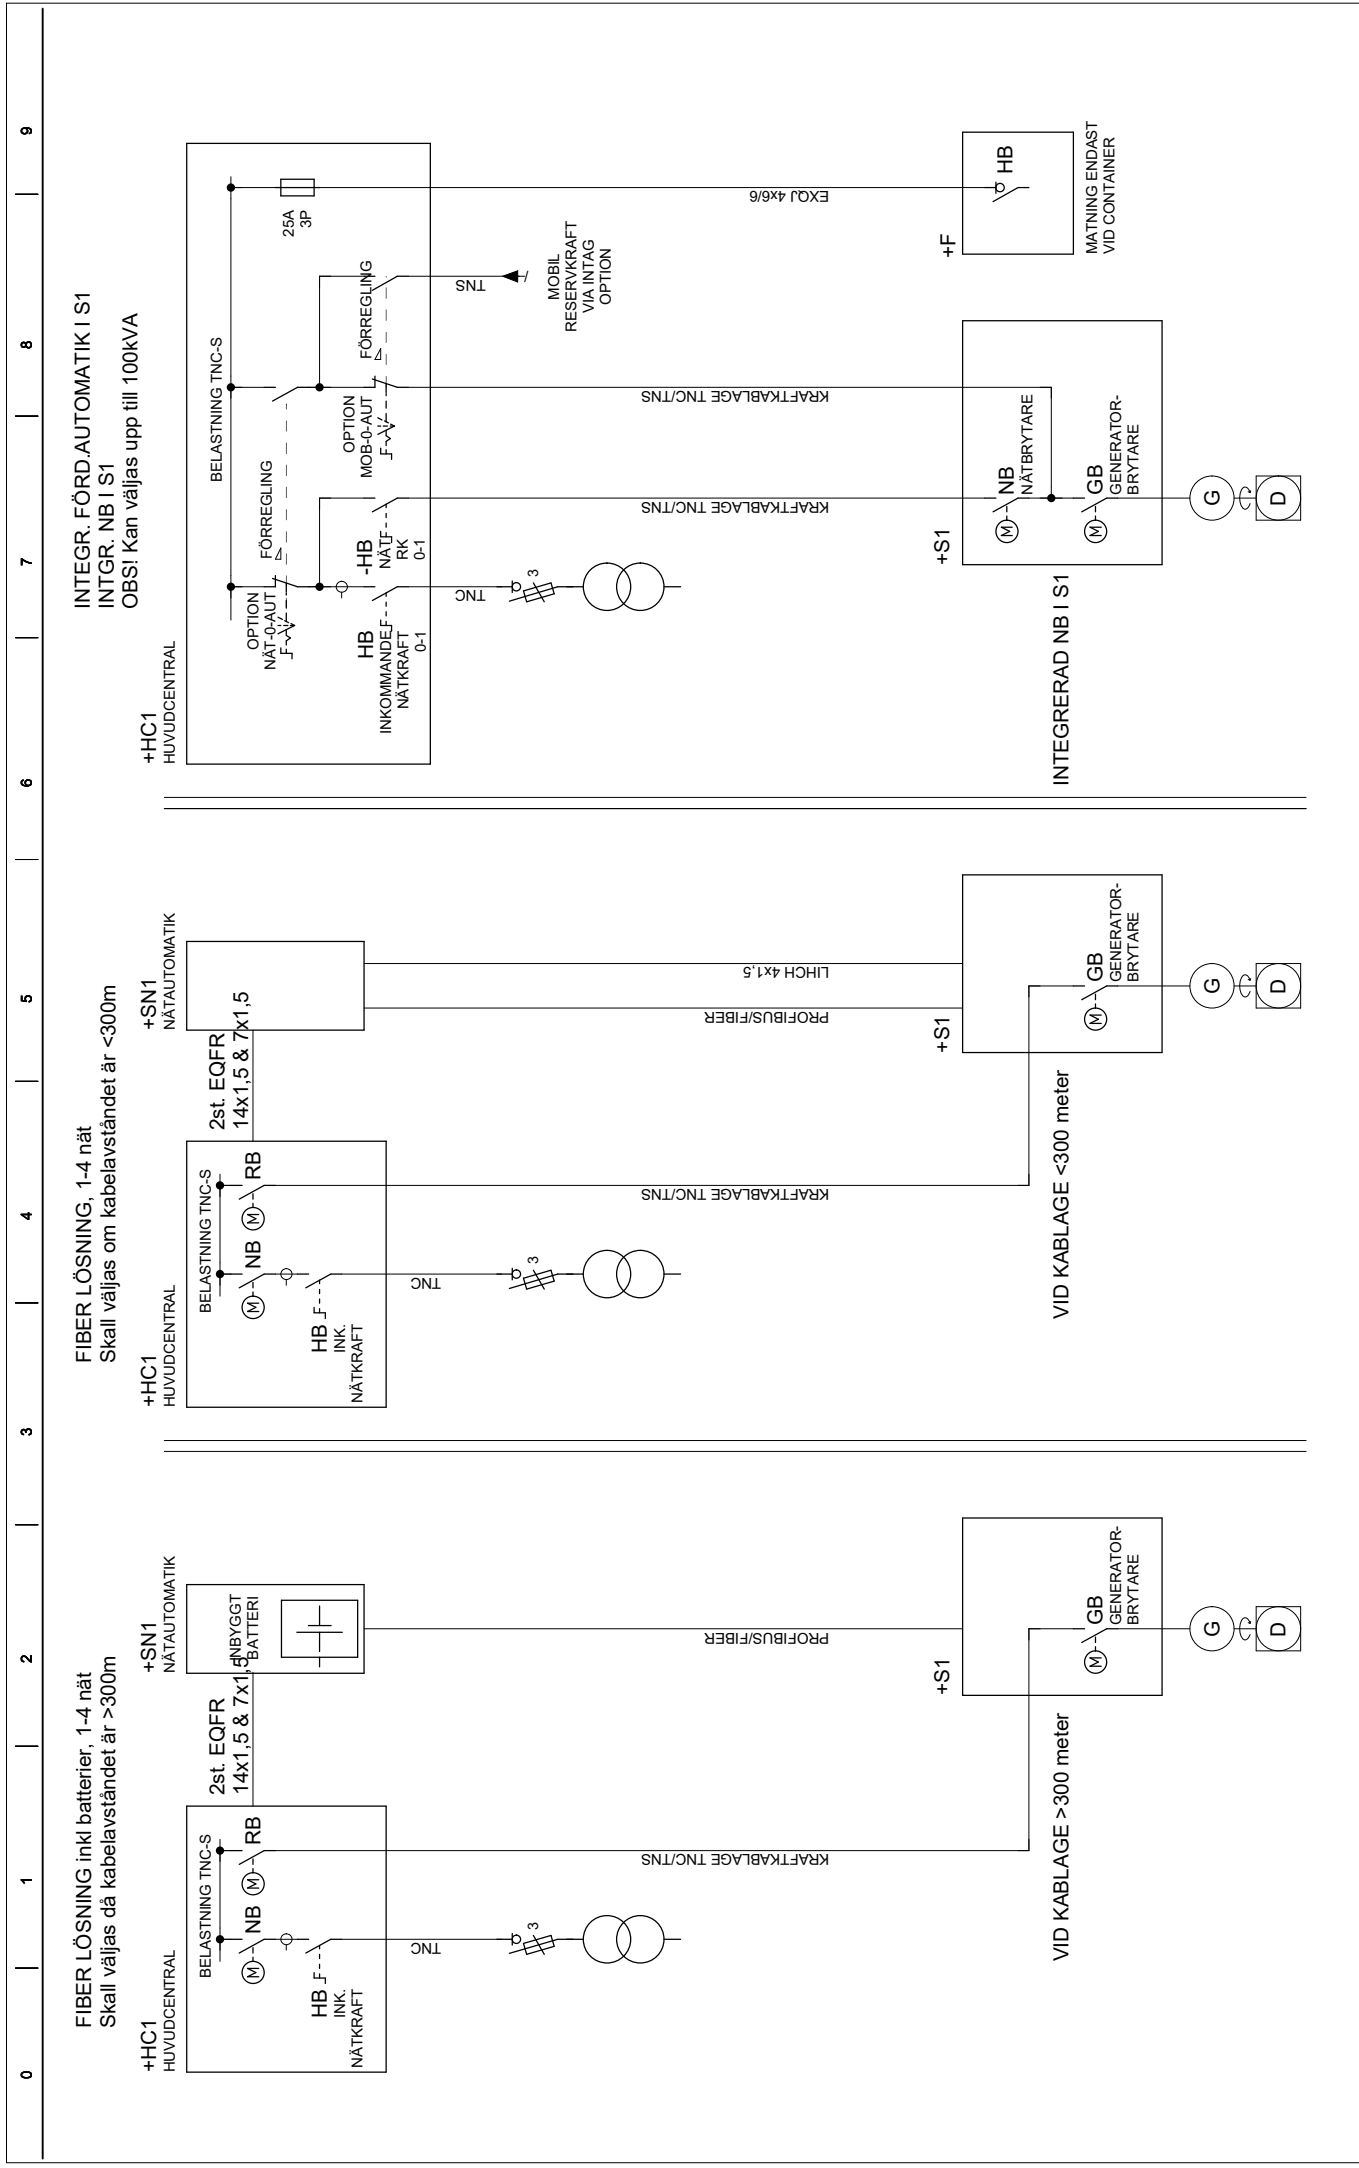 0
1
2
3
4
5
6
7
8
9
FIBER LÖSNING inkl batterier, 1-4 nät
Skall väljas då kabelavståndet är >300m
+HC1
HUVUDCENTRAL
BELASTNING TNC-S
NB
RB
M
M
HB
INK.
NÄTKRAFT
2st. EQFR
14x1,5 & 7x1,5
+SN1
NÄTAUTOMATIK
INBYGGT
BATTERI
TNC
3
KRAFTKABLAGE TNC/TNS
PROFIBUS/FIBER
VID KABLAGE >300 meter
+S1
M
GB
GENERATOR-
BRYTARE
G
D
FIBER LÖSNING, 1-4 nät
Skall väljas om kabelavståndet är <300m
+HC1
HUVUDCENTRAL
BELASTNING TNC-S
NB
RB
M
M
HB
INK.
NÄTKRAFT
2st. EQFR
14x1,5 & 7x1,5
+SN1
NÄTAUTOMATIK
TNC
3
KRAFTKABLAGE TNC/TNS
PROFIBUS/FIBER
LIHCH 4x1,5
VID KABLAGE <300 meter
+S1
M
GB
GENERATOR-
BRYTARE
G
D
INTEGR. FÖRD.AUTOMATIK I S1
INTGR. NB I S1
OBS! Kan väljas upp till 100kVA
+HC1
HUVUDCENTRAL
BELASTNING TNC-S
OPTION
NÄT-0-AUT
FÖRREGLING
25A
3P
HB
INKOMMANDE
NÄTKRAFT
0-1
-HB
NÄT
RK
0-1
OPTION
MOB-0-AUT
FÖRREGLING
TNC
3
TNS
MOBIL
RESERVKRAFT
VIA INTAG
OPTION
KRAFTKABLAGE TNC/TNS
KRAFTKABLAGE TNC/TNS
EXQJ 4x6/6
INTEGRERAD NB I S1
+S1
M
NB
NÄTBRYTARE
M
GB
GENERATOR-
BRYTARE
G
D
+F
HB
MATNING ENDAST
VID CONTAINER